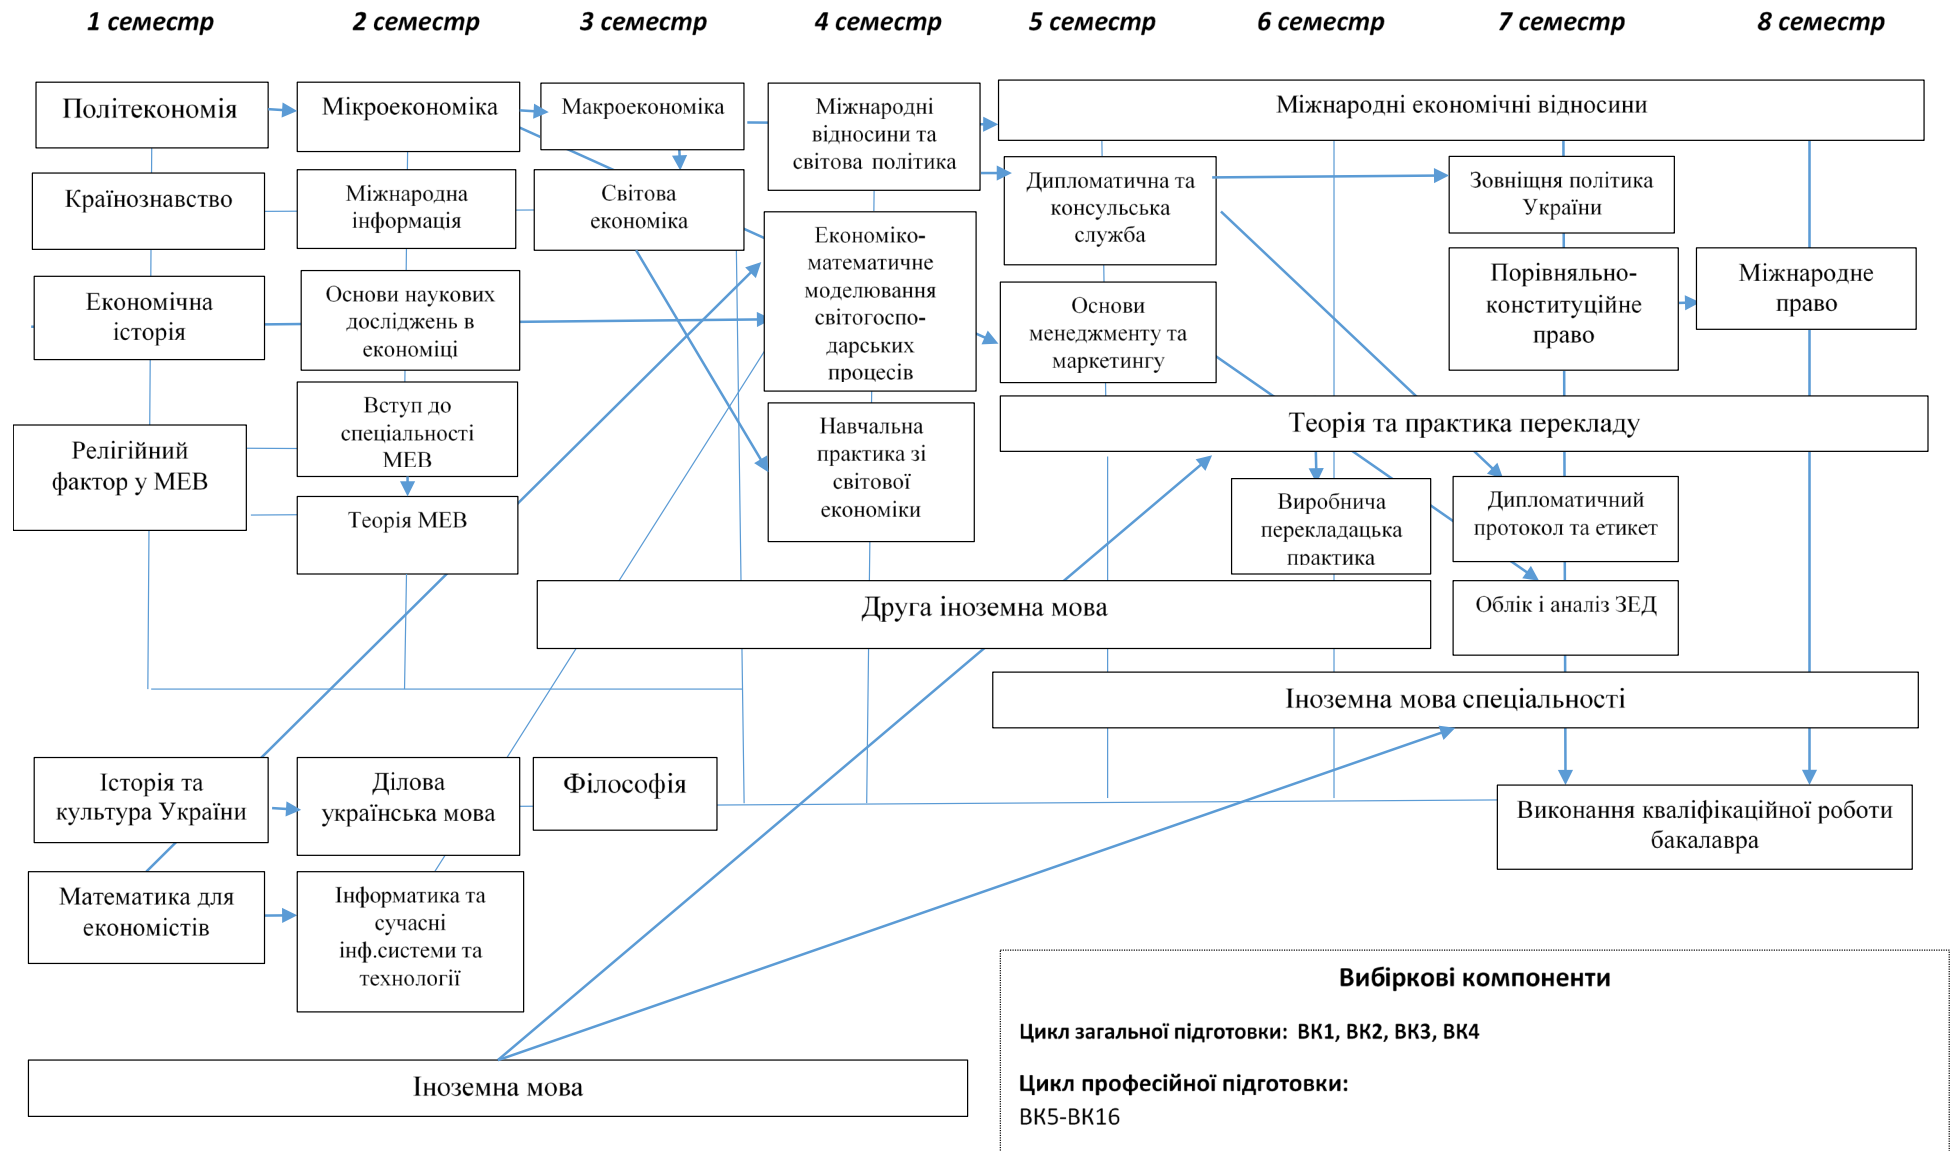 1 семестр
2 семестр
3 семестр
4 семестр
5 семестр
6 семестр
7 семестр
8 семестр
Політекономія
Мікроекономіка
Макроекономіка
Міжнародні
відносини та
світова політика
Міжнародні економічні відносини
Країнознавство
Міжнародна
інформація
Світова
економіка
Дипломатична та
консульська
служба
Зовніщня політика
України
Економічна
історія
Основи наукових
досліджень в
економіці
Економіко-
математичне
моделювання
світогоспо-
дарських
процесів
Основи
менеджменту та
маркетингу
Порівняльно-
конституційне
право
Міжнародне
право
Релігійний
фактор у МЕВ
Вступ до
спеціальності
МЕВ
Навчальна
практика зі
світової
економіки
Теорія та практика перекладу
Теорія МЕВ
Виробнича
перекладацька
практика
Дипломатичний
протокол та етикет
Друга іноземна мова
Облік і аналіз ЗЕД
Іноземна мова спеціальності
Історія та
культура України
Ділова
українська мова
Філософія
Виконання кваліфікаційної роботи
бакалавра
Математика для
економістів
Інформатика та
сучасні
інф.системи та
технології
Іноземна мова
Вибіркові компоненти
Цикл загальної підготовки: ВК1, ВК2, ВК3, ВК4
Цикл професійної підготовки:
ВК5-ВК16